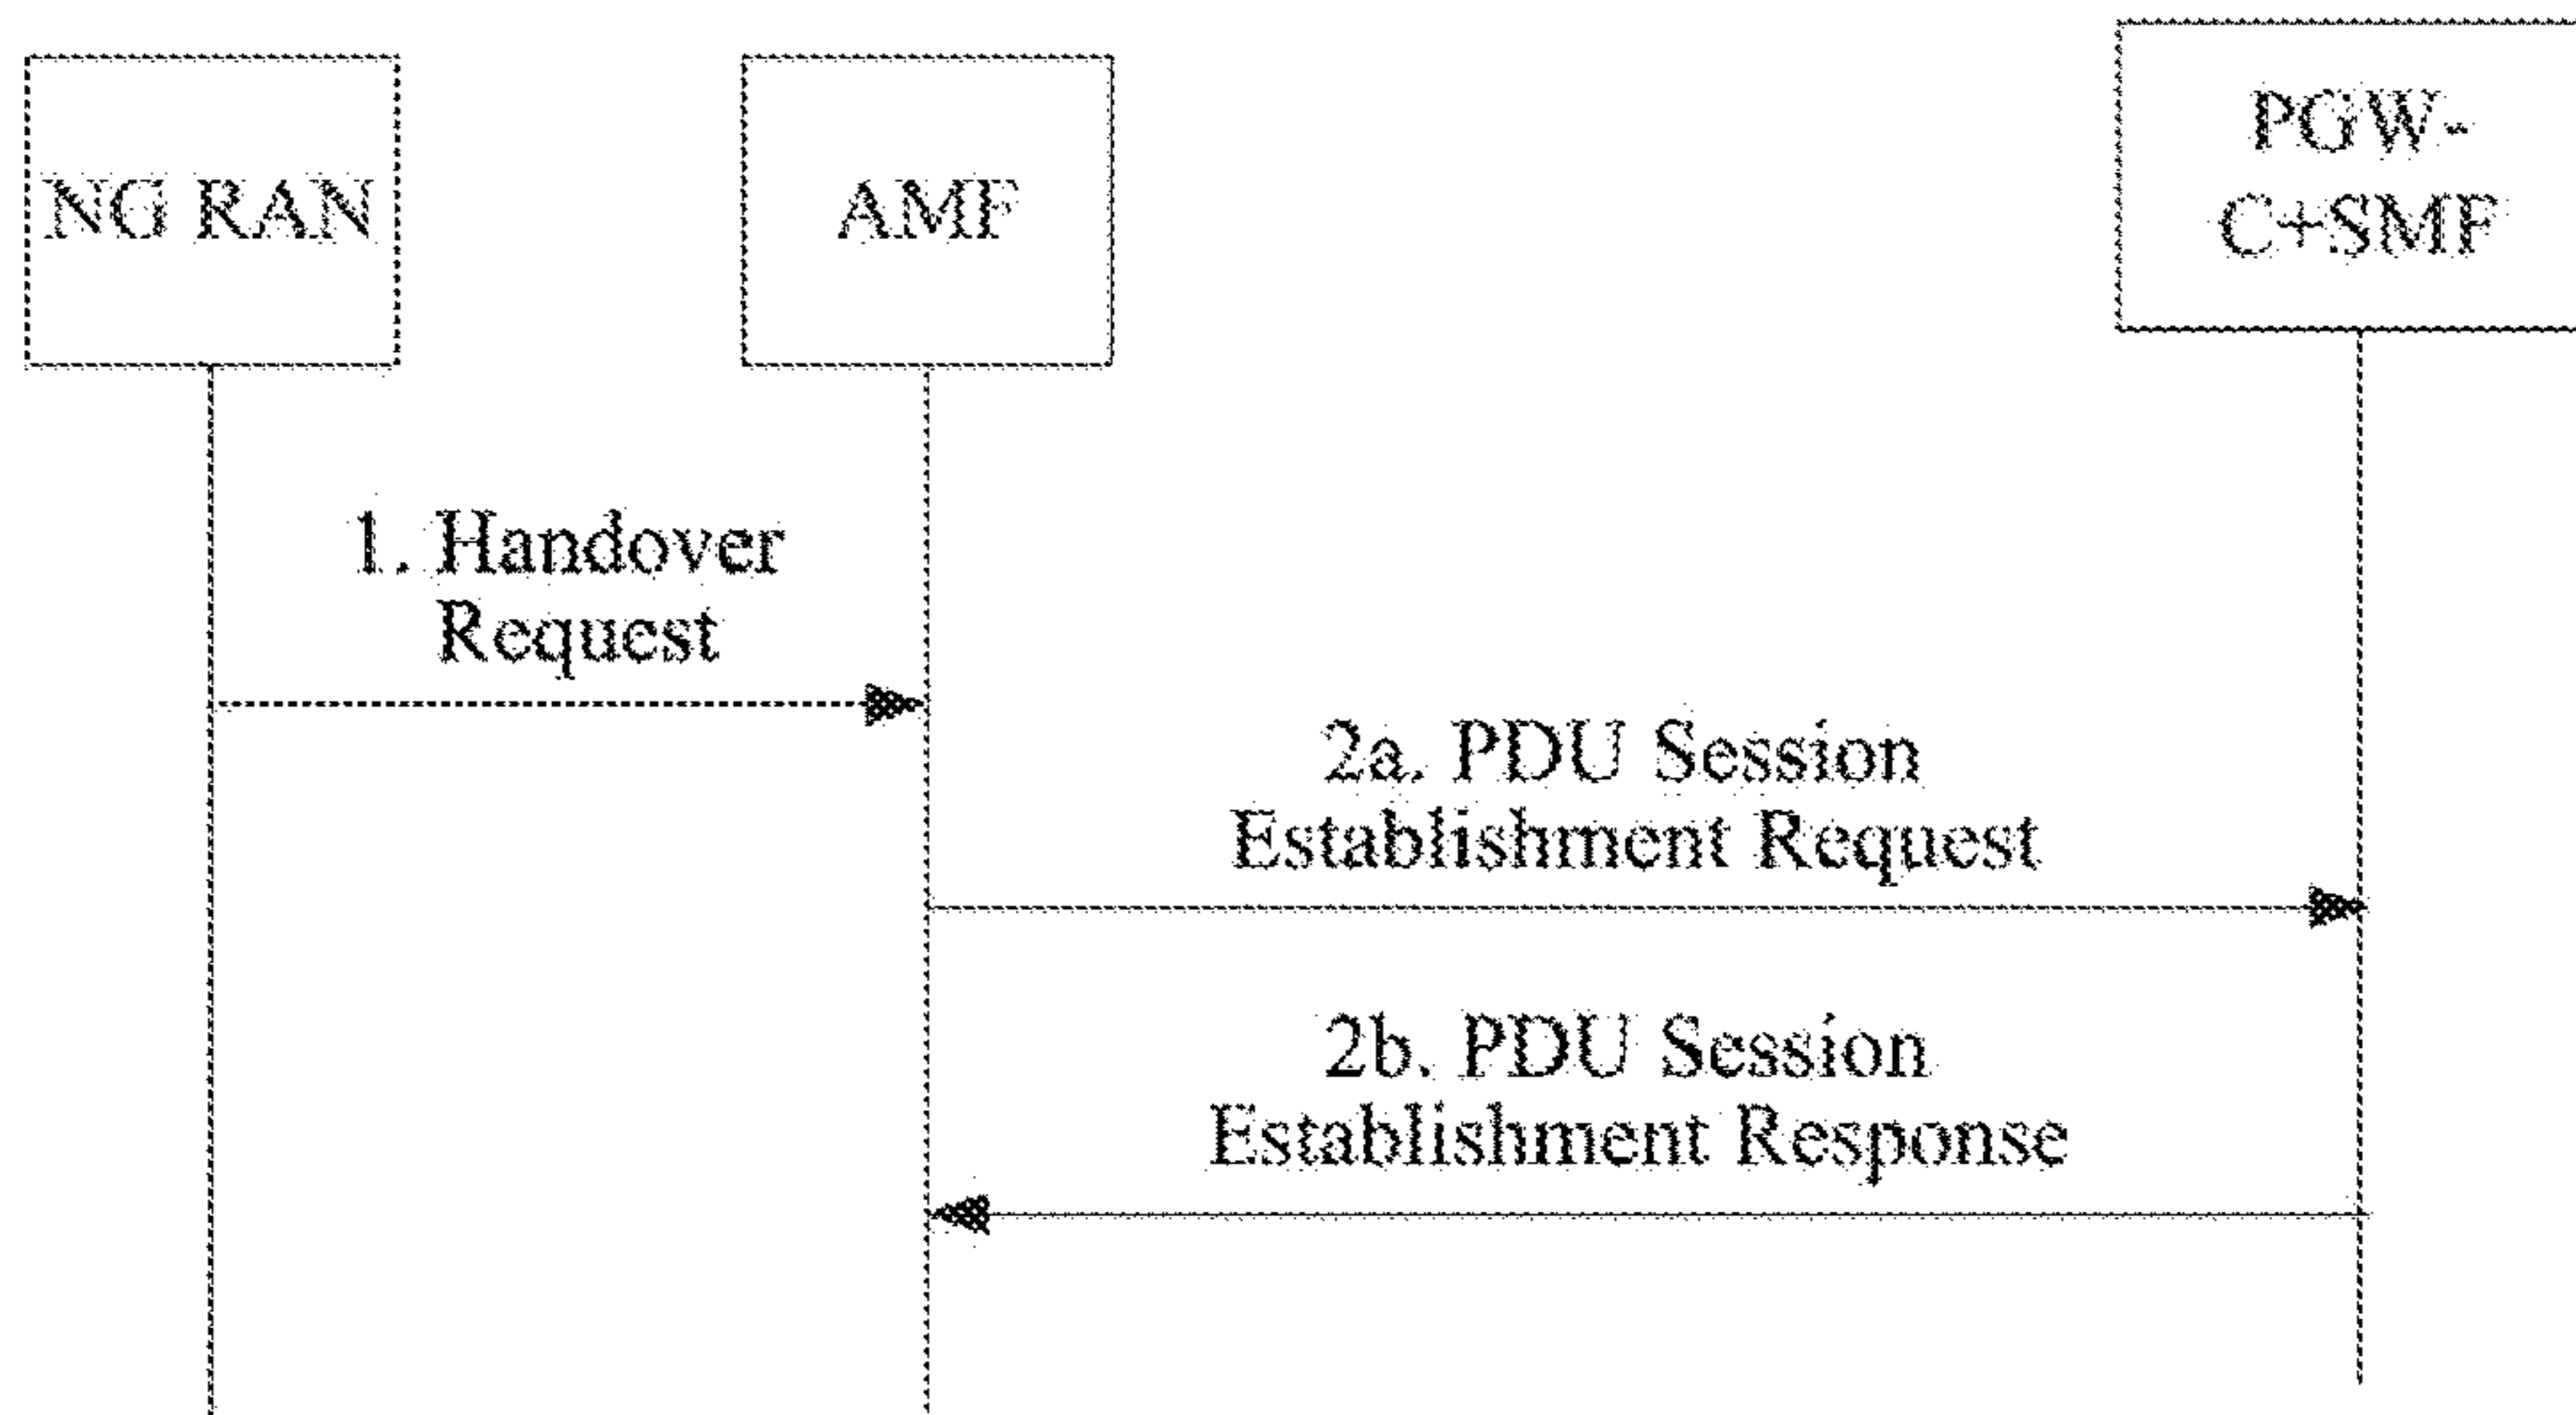 NG RAN
AMF
PGW-
C+SMF
1. Handover
Request
2a. PDU Session
Establishment Request
2b. PDU Session
Establishment Response